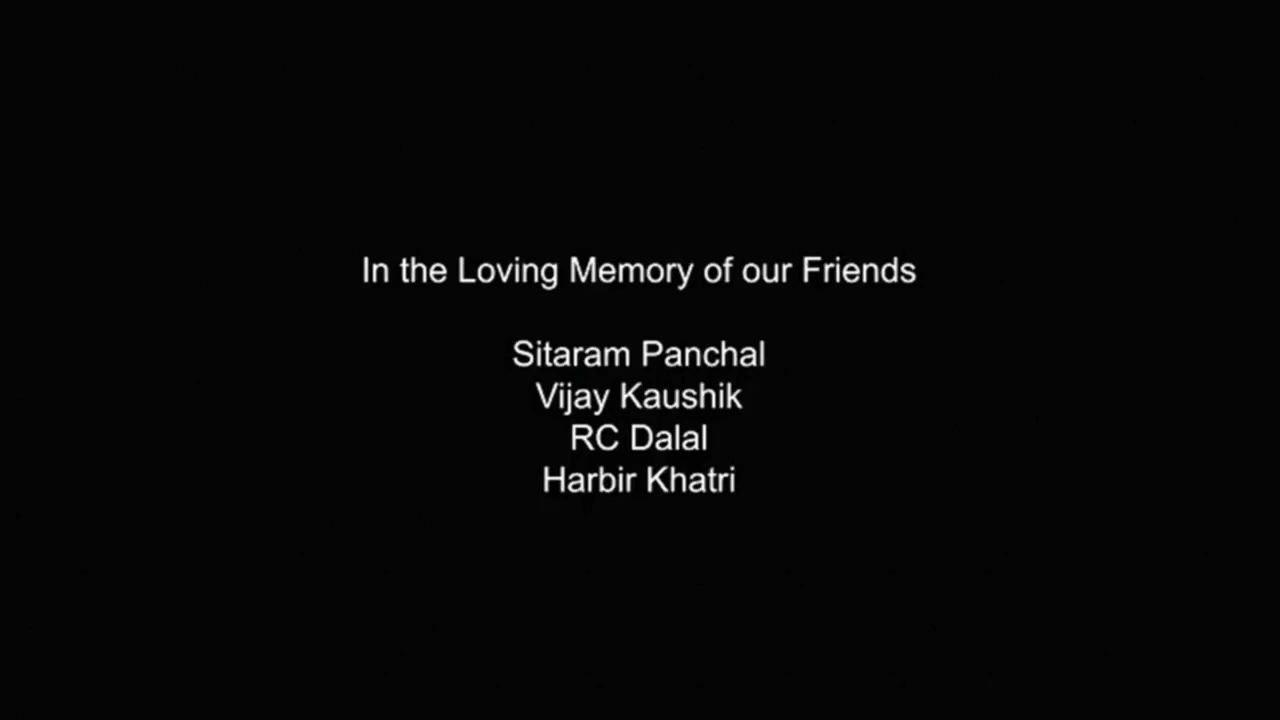 In the Loving Memory of our Friends
Sitaram Panchal
Vijay Kaushik
RC Dalal
Harbir Khatri